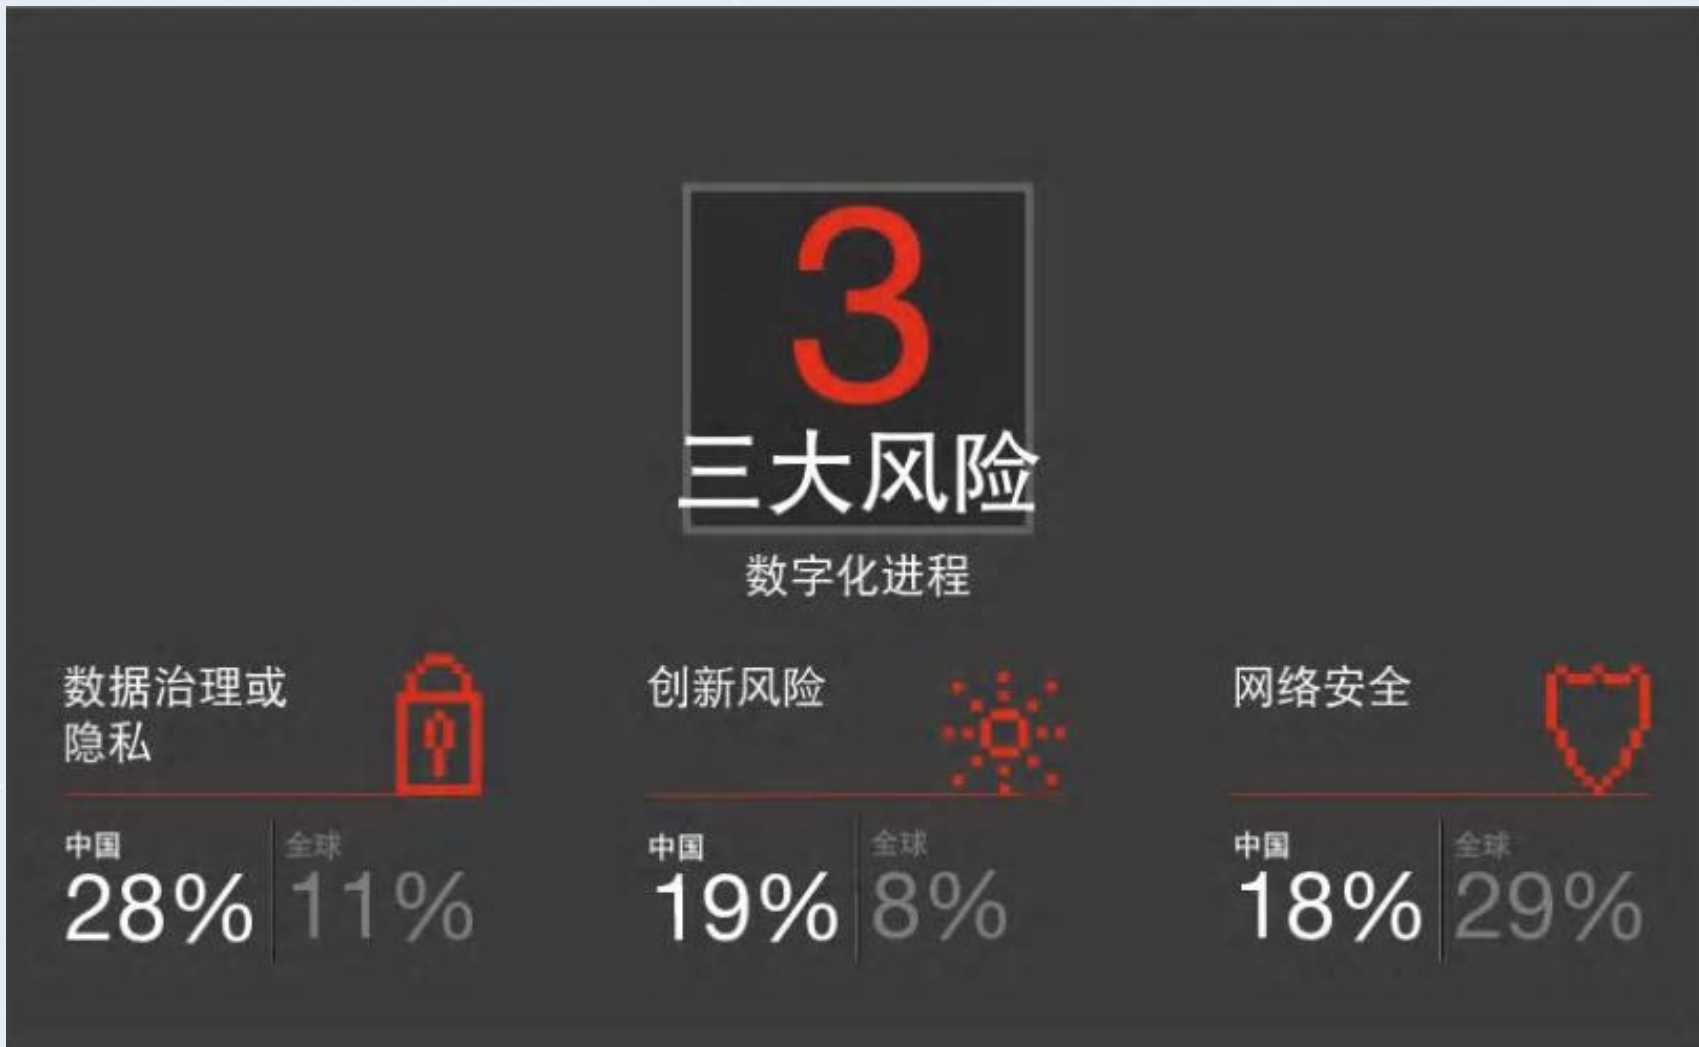 3
三大风险
数字化进程
数据治理或
隐私
创新风险
网络安全
中国
全球
28%
11%
中国
全球
19%
8%
中国
全球
18%
29%